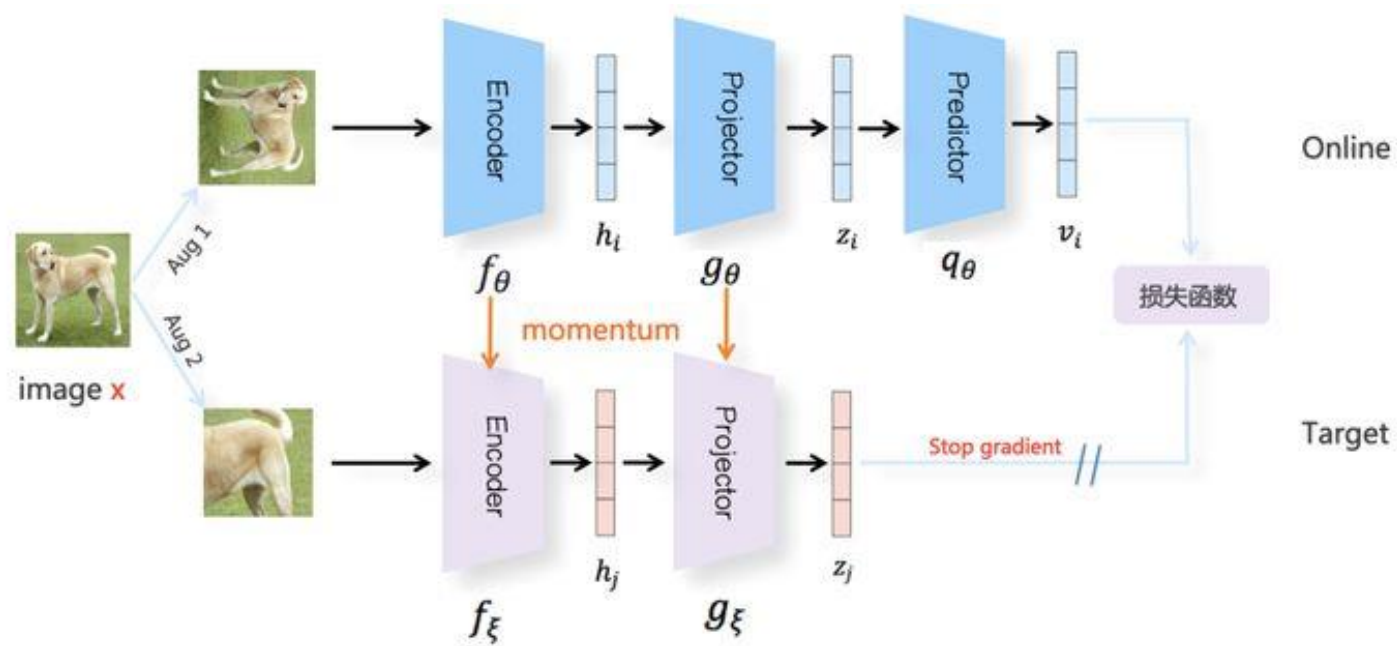 Encoder
Projector
Predictor
Online
Aug 1
h_i
z_i
v_i
f_θ
g_θ
q_θ
损失函数
momentum
Aug 2
image x
Encoder
Projector
Stop gradient
Target
h_j
z_j
f_ξ
g_ξ